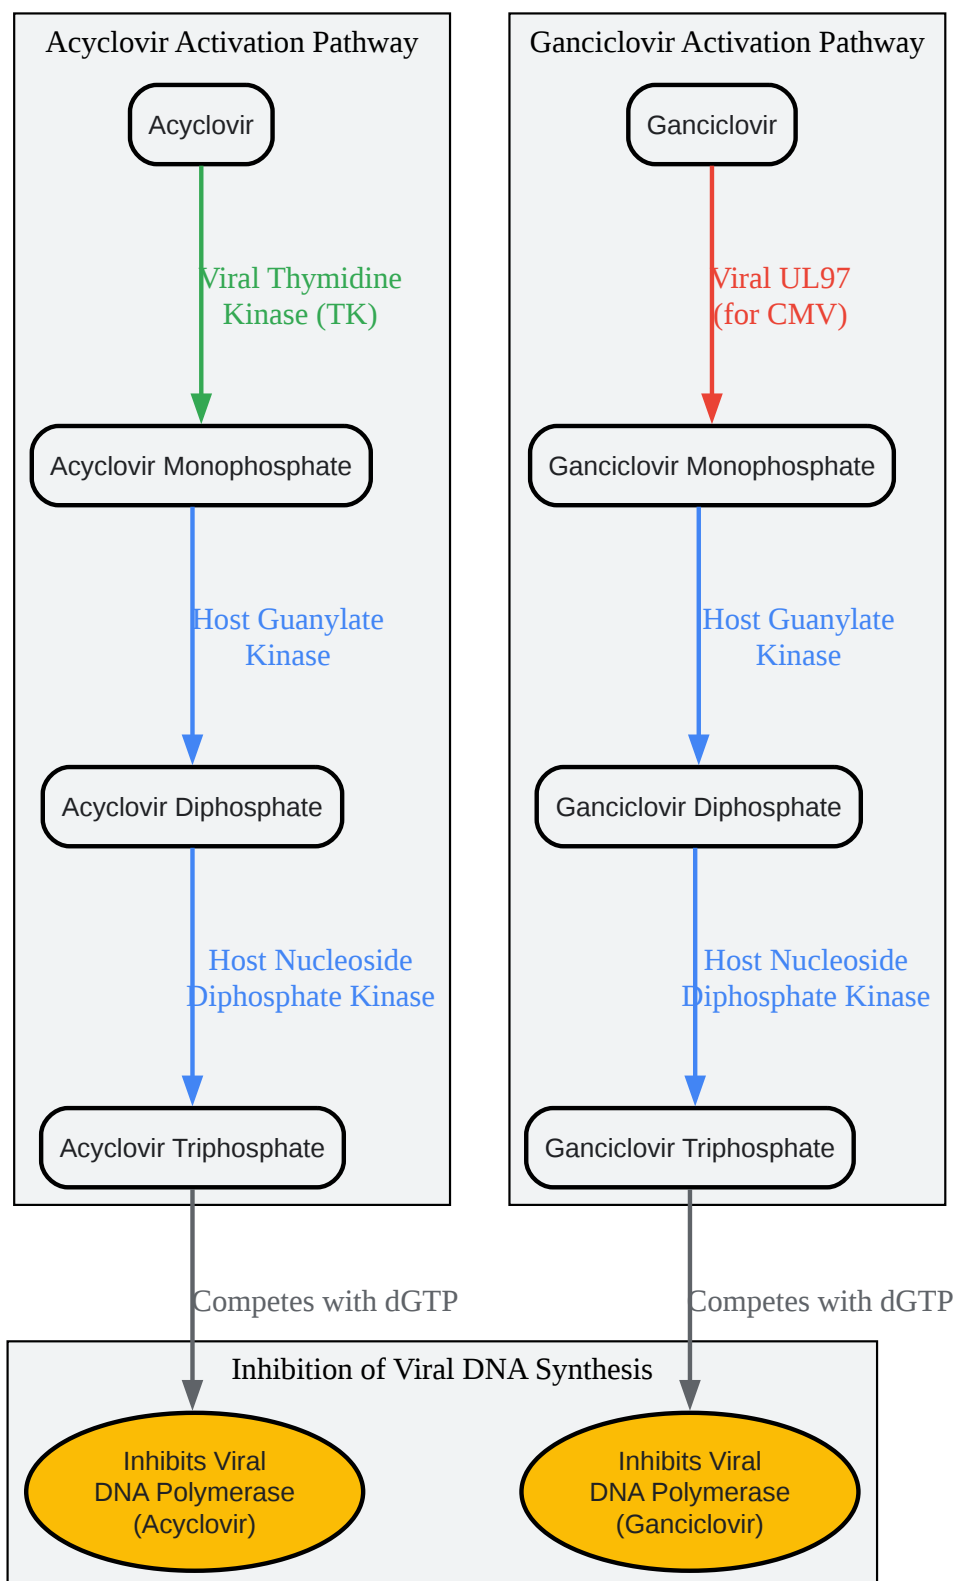 Acyclovir Activation Pathway
Acyclovir
Viral Thymidine
Kinase (TK)
Acyclovir Monophosphate
Host Guanylate
Kinase
Acyclovir Diphosphate
Host Nucleoside
Diphosphate Kinase
Acyclovir Triphosphate
Competes with dGTP
Ganciclovir Activation Pathway
Ganciclovir
Viral UL97
(for CMV)
Ganciclovir Monophosphate
Host Guanylate
Kinase
Ganciclovir Diphosphate
Host Nucleoside
Diphosphate Kinase
Ganciclovir Triphosphate
Competes with dGTP
Inhibition of Viral DNA Synthesis
Inhibits Viral
DNA Polymerase
(Acyclovir)
Inhibits Viral
DNA Polymerase
(Ganciclovir)